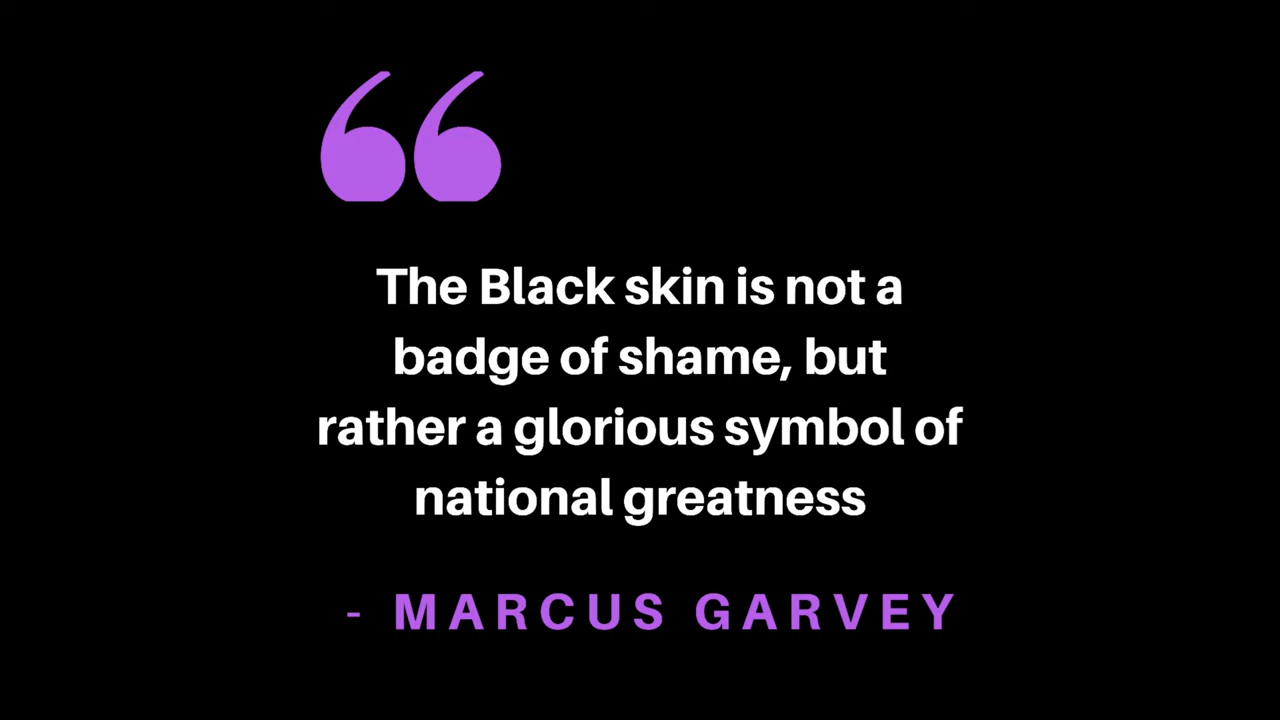 “
The Black skin is not a
badge of shame, but
rather a glorious symbol of
national greatness
- MARCUS GARVEY